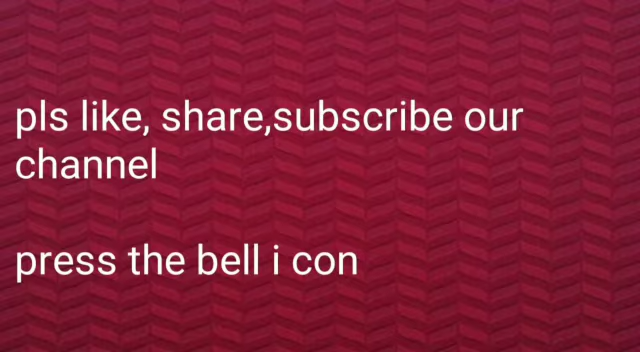 pls like, share,subscribe our
channel
press the bell i con